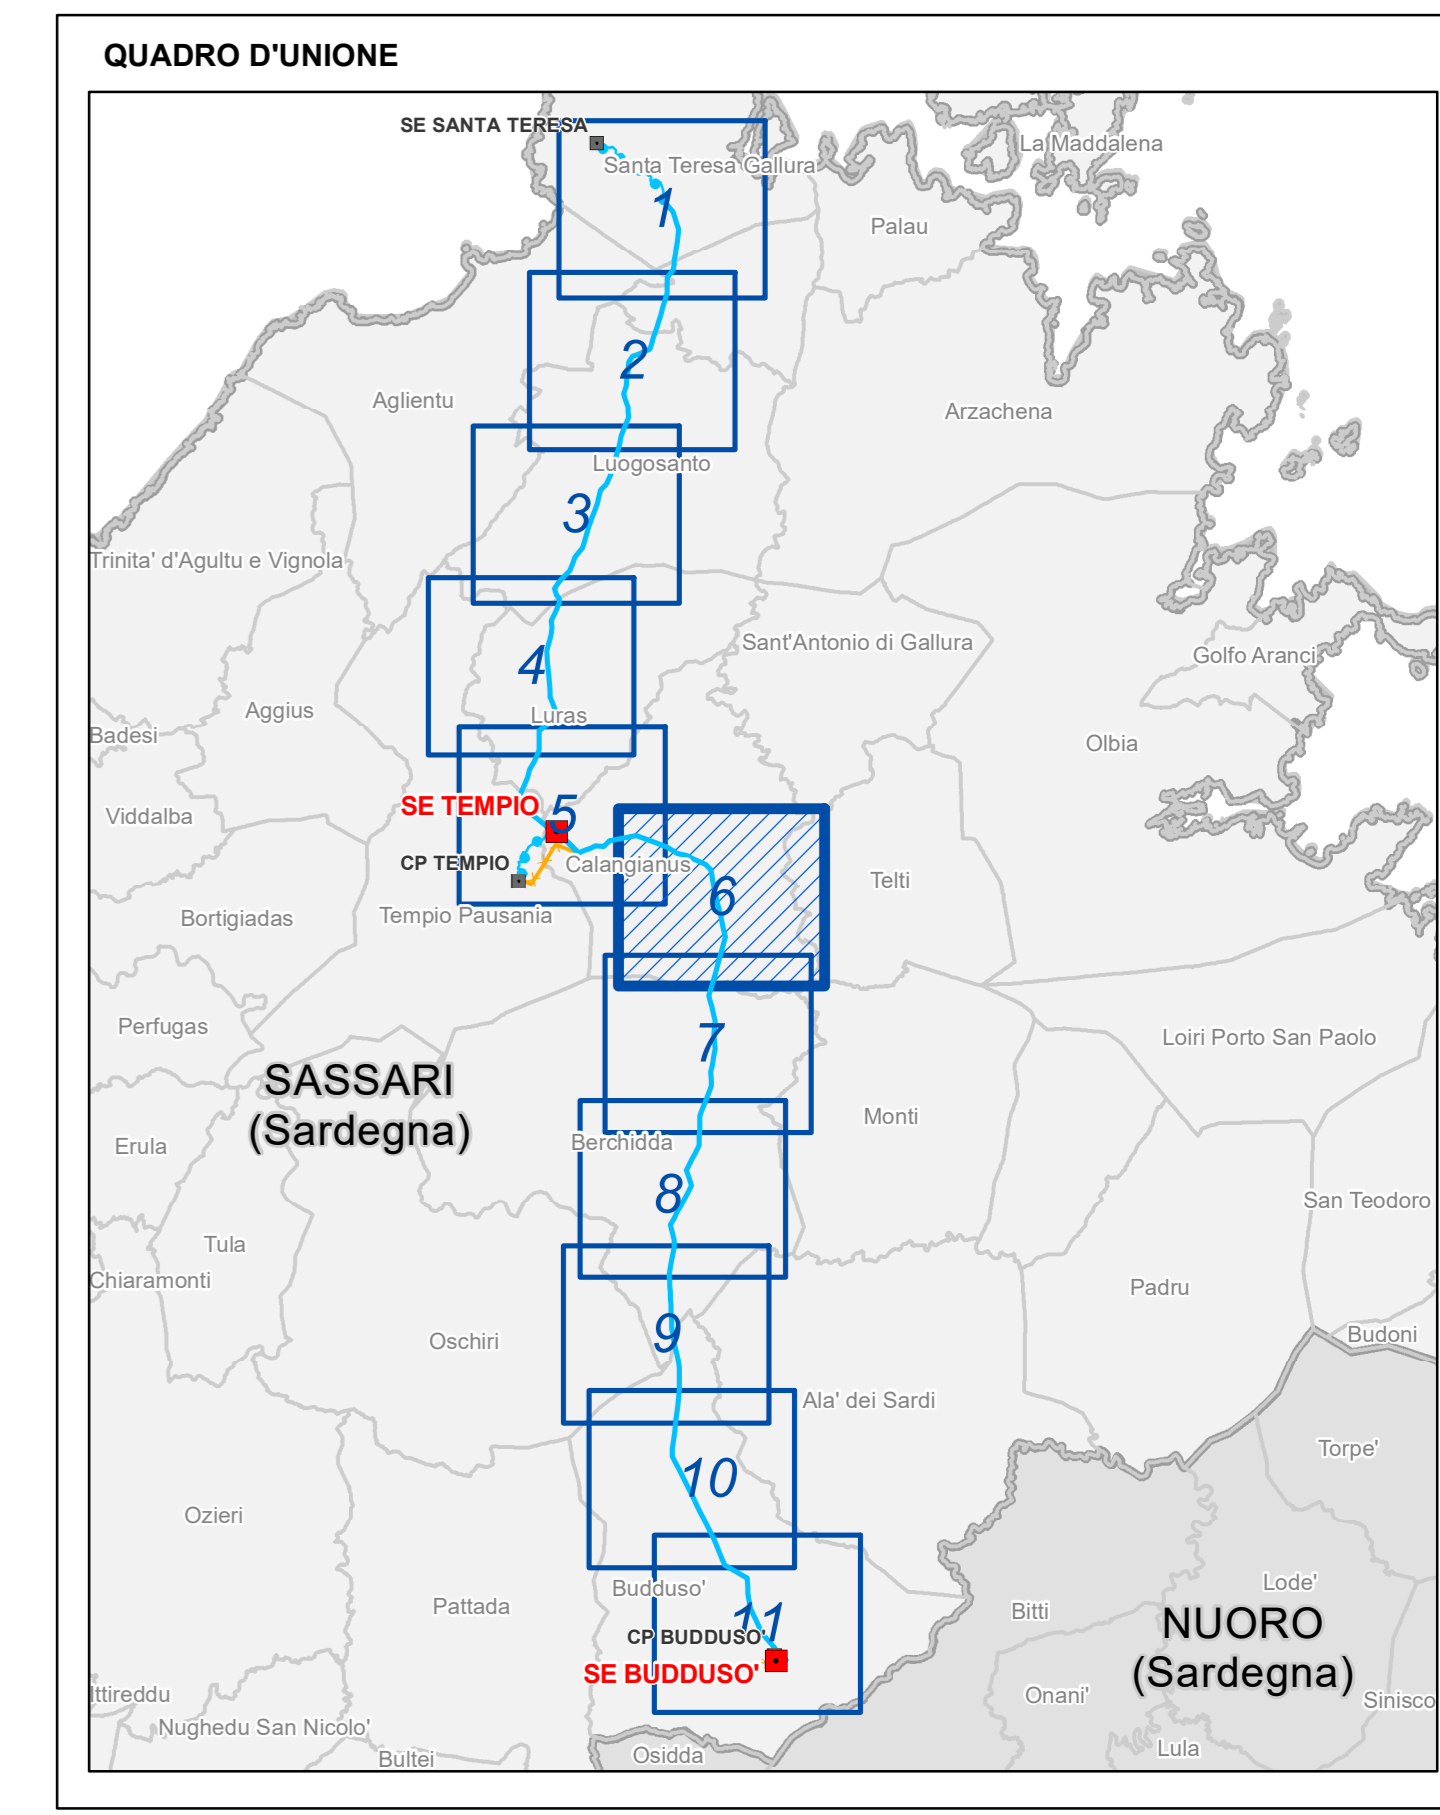 QUADRO D'UNIONE
SE SANTA TERESA
La Maddalena
Santa Teresa Gallura
1
Palau
2
Aglientu
Arzachena
Luogosanto
3
Trinita' d'Agultu e Vignola
Sant'Antonio di Gallura
Golfo Aranci
4
Aggius
Luras
Badesi
Olbia
SE TEMPIO
5
Viddalba
CP TEMPIO
Calangianus
Telti
6
Tempio Pausania
Bortigiadas
Perfugas
Loiri Porto San Paolo
7
SASSARI
(Sardegna)
Monti
Erula
Berchidda
8
San Teodoro
Tula
Chiaramonti
Padru
9
Budoni
Oschiri
Ala' dei Sardi
Torpe'
10
Ozieri
Lode'
Budduso'
Pattada
Bitti
11
NUORO
(Sardegna)
CP BUDDUSO'
SE BUDDUSO'
Ittireddu
Onani'
Sinisco
Nughedu San Nicolo'
Lula
Osidda
Bultei